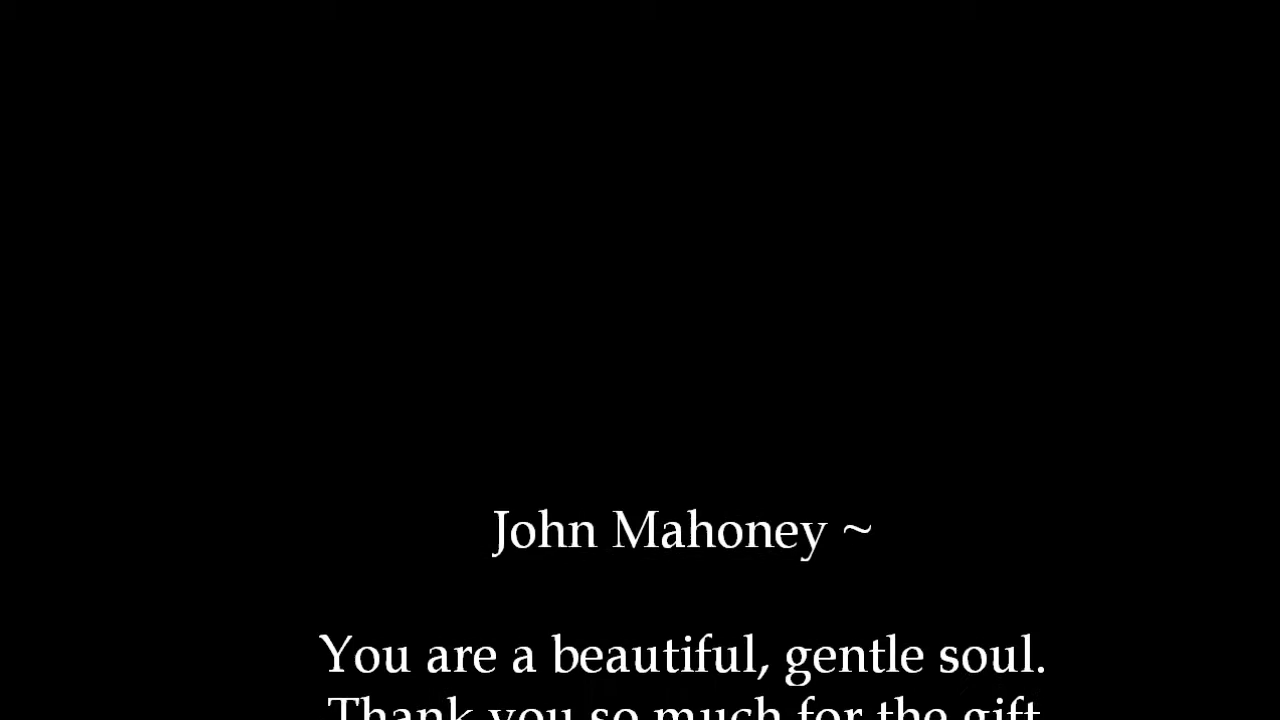 John Mahoney ~
You are a beautiful, gentle soul.
Thank you so much for the gift